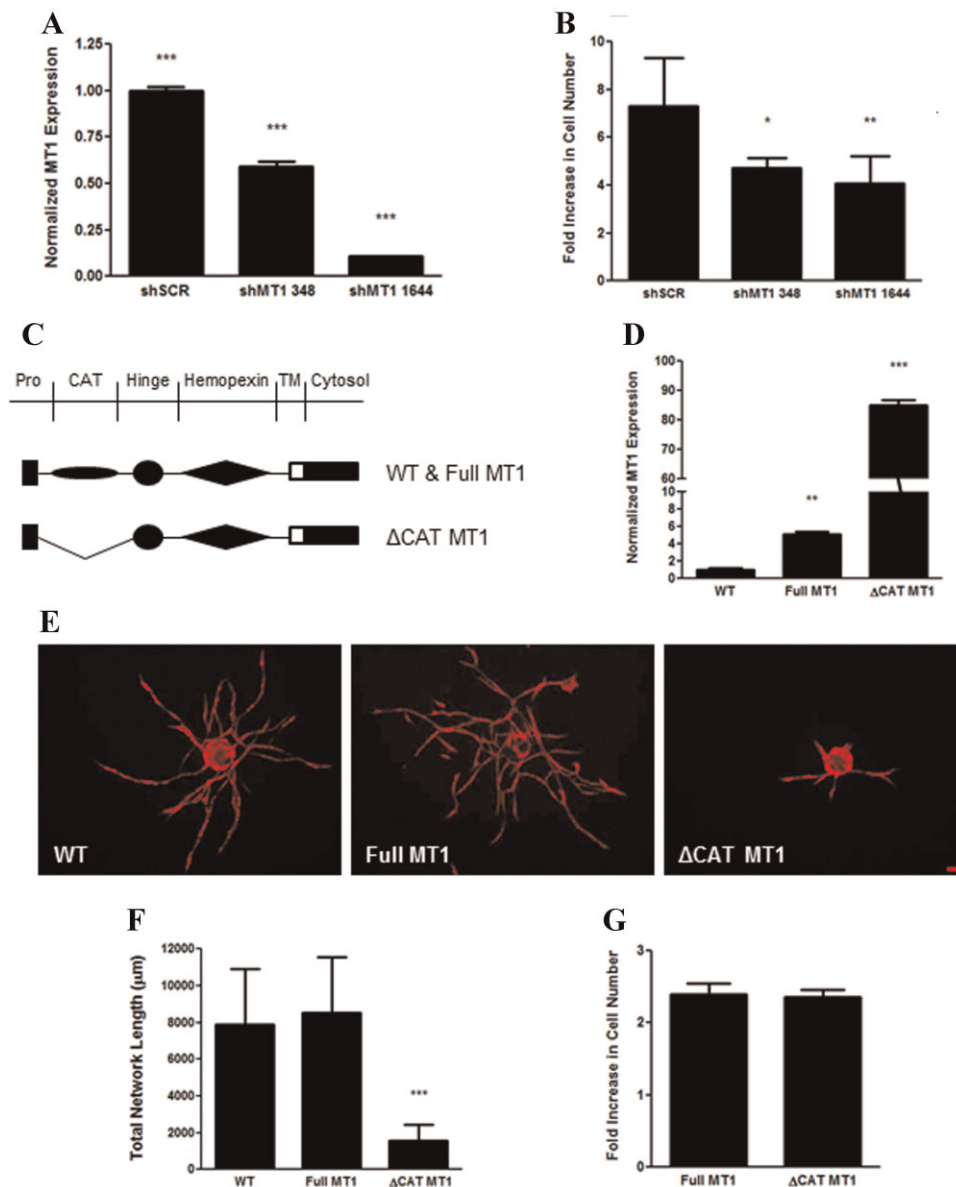 A
Normalized MT1 Expression
1.25
1.00
0.75
0.50
0.25
0.00
***
***
***
shSCR
shMT1 348
shMT1 1644
B
Fold Increase in Cell Number
10
8
6
4
2
0
*
**
shSCR
shMT1 348
shMT1 1644
C
Pro CAT Hinge Hemopexin TM Cytosol
WT & Full MT1
ΔCAT MT1
D
Normalized MT1 Expression
100
90
80
70
60
10
8
6
4
2
0
**
***
WT
Full MT1
ΔCAT MT1
E
WT
Full MT1
ΔCAT MT1
F
Total Network Length (μm)
12000
10000
8000
6000
4000
2000
0
***
WT
Full MT1
ΔCAT MT1
G
Fold Increase in Cell Number
3
2
1
0
Full MT1
ΔCAT MT1